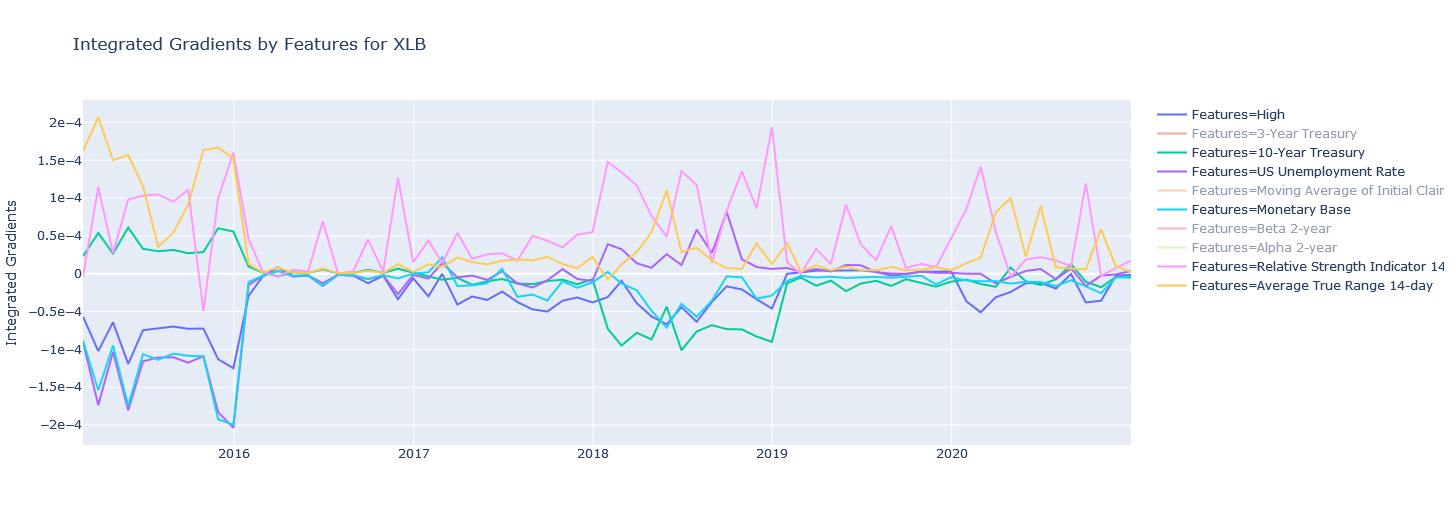 Integrated Gradients by Features for XLB
Integrated Gradients
2e−4
1.5e−4
1e−4
0.5e−4
0
−0.5e−4
−1e−4
−1.5e−4
−2e−4
2016
2017
2018
2019
2020
Features=High
Features=3-Year Treasury
Features=10-Year Treasury
Features=US Unemployment Rate
Features=Moving Average of Initial Clair
Features=Monetary Base
Features=Beta 2-year
Features=Alpha 2-year
Features=Relative Strength Indicator 14
Features=Average True Range 14-day